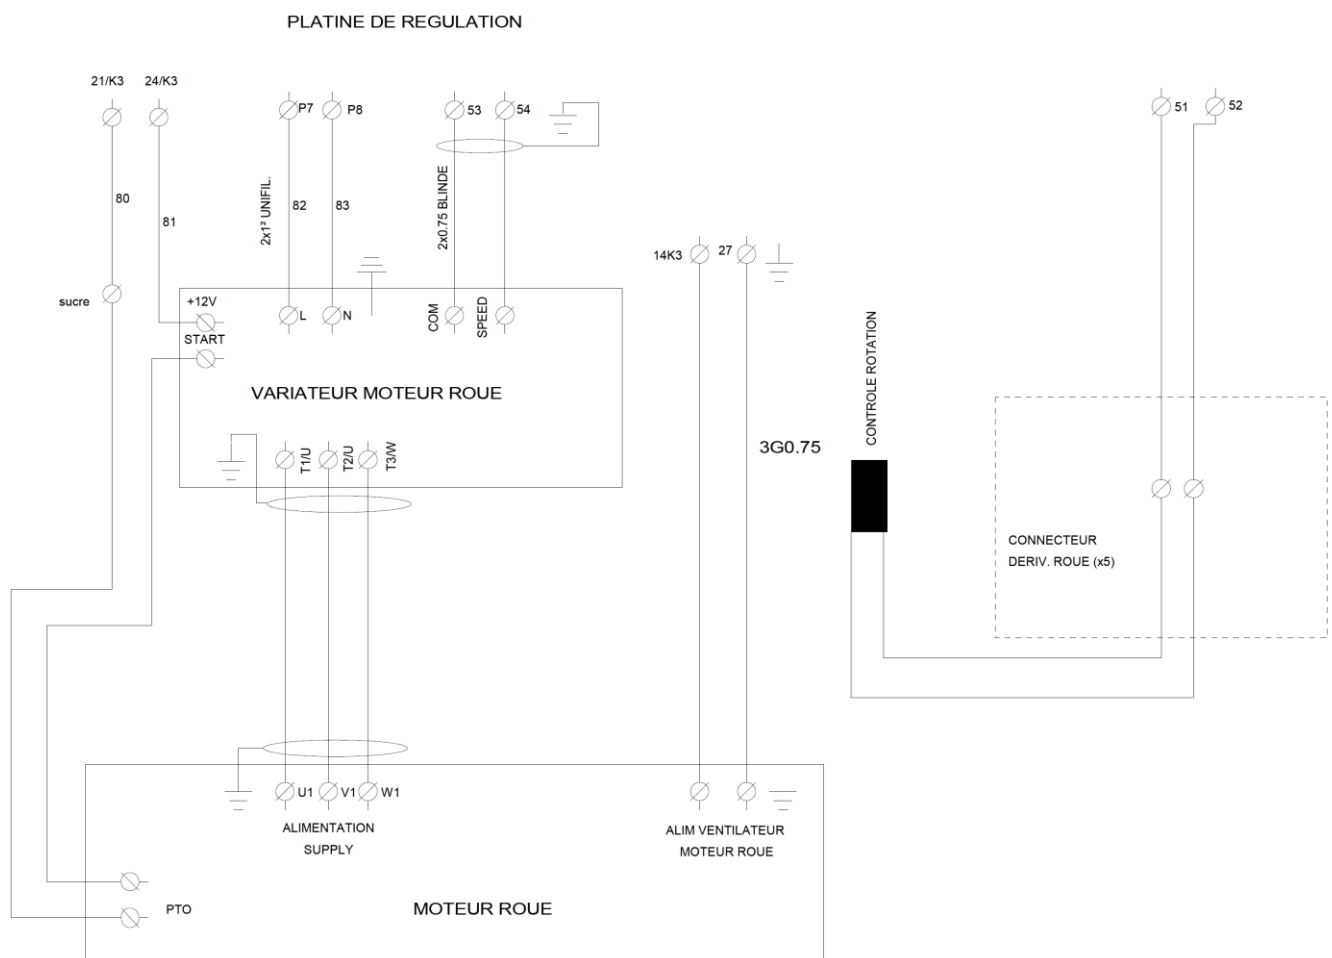 PLATINE DE REGULATION
21/K3
24/K3
P7
P8
53
54
51
52
80
81
2x1² UNIFIL.
82
83
2x0.75 BLINDE
14K3
27
sucre
+12V
START
L
N
COM
SPEED
VARIATEUR MOTEUR ROUE
T1/U
T2/U
T3/W
3G0.75
CONTROLE ROTATION
CONNECTEUR
DERIV. ROUE (x5)
U1
V1
W1
ALIMENTATION
SUPPLY
ALIM VENTILATEUR
MOTEUR ROUE
PTO
MOTEUR ROUE